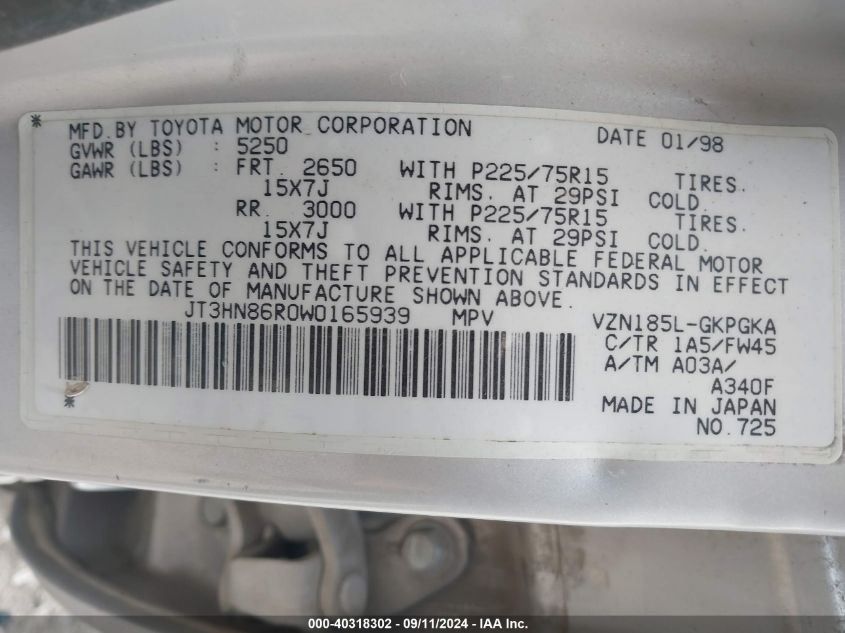 * MFD.BY TOYOTA MOTOR CORPORATION DATE 01/98
GVWR (LBS) : 5250
GAWR (LBS) : FRT. 2650 WITH P225/75R15 TIRES.
15X7J RIMS. AT 29PSI COLD.
RR. 3000 WITH P225/75R15 TIRES.
15X7J RIMS. AT 29PSI COLD.
THIS VEHICLE CONFORMS TO ALL APPLICABLE FEDERAL MOTOR
VEHICLE SAFETY AND THEFT PREVENTION STANDARDS IN EFFECT
ON THE DATE OF MANUFACTURE SHOWN ABOVE.
JT3HN86R0W0165939 MPV VZN185L-GKPGKA
C/TR 1A5/FW45
A/TM A03A/
A340F
* MADE IN JAPAN
NO.725
000-40318302 - 09/11/2024 - IAA Inc.